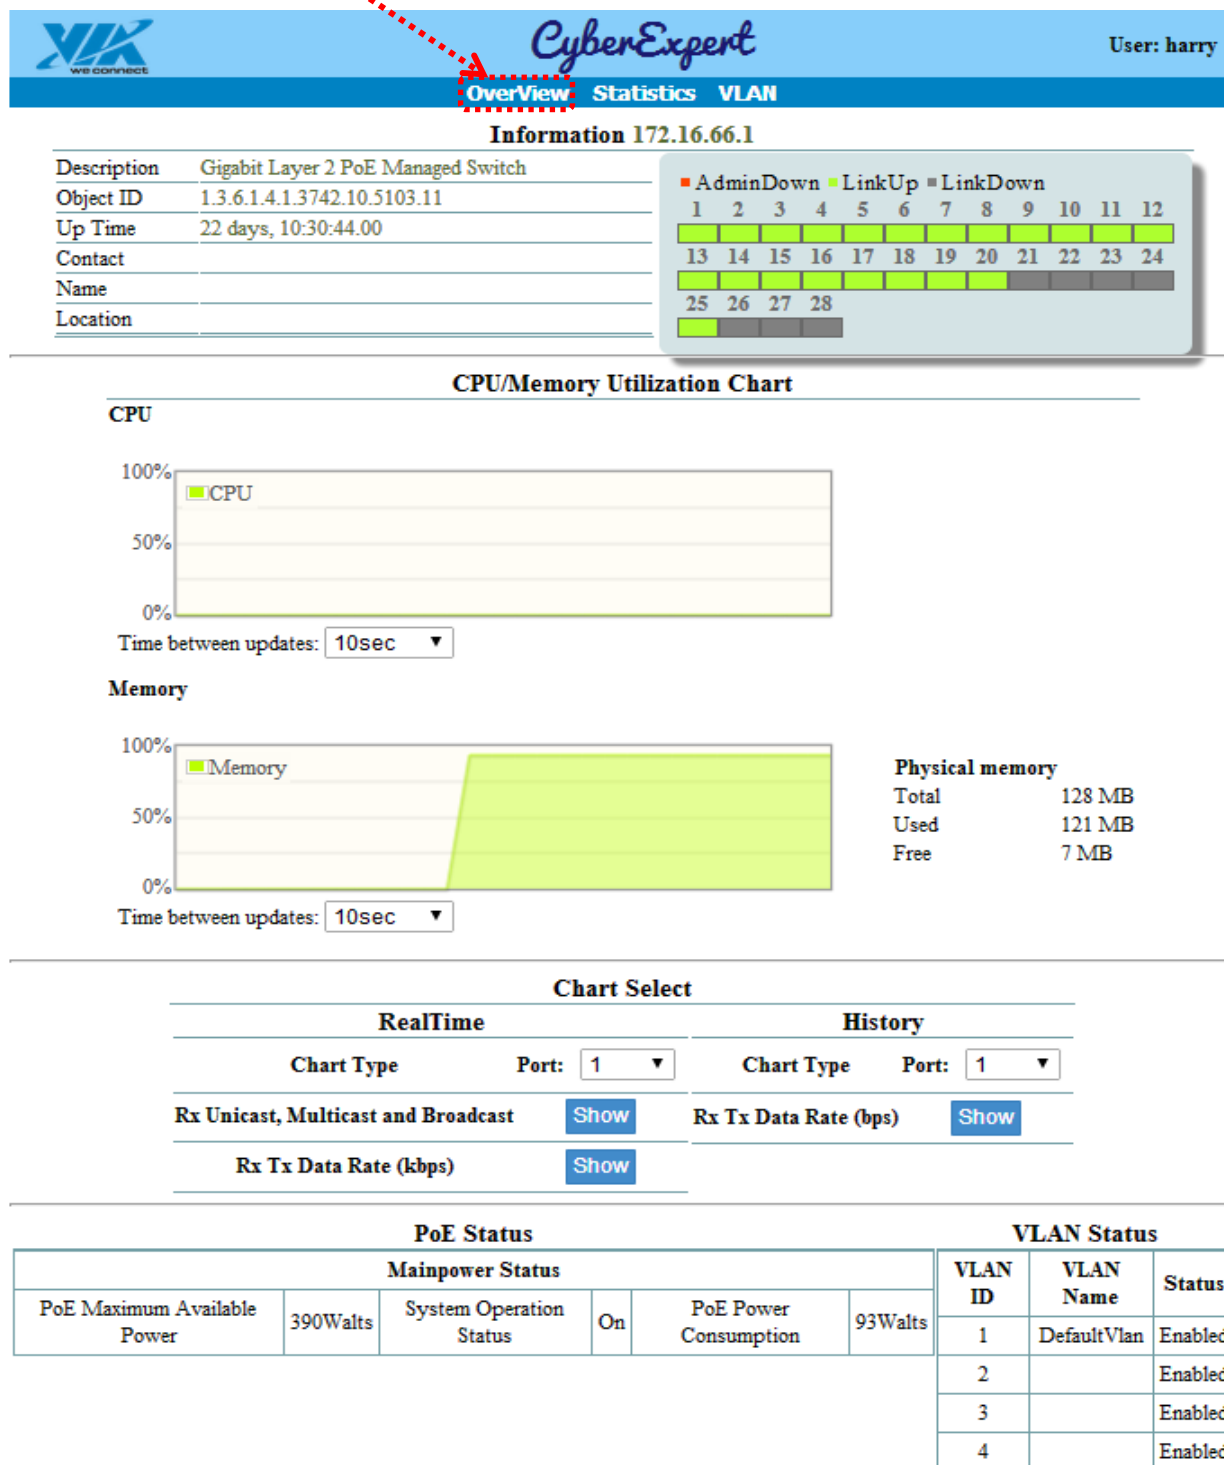 VIA
we connect
CyberExpert
User: harry
OverView Statistics VLAN
Information 172.16.66.1
Description Gigabit Layer 2 PoE Managed Switch
Object ID 1.3.6.1.4.1.3742.10.5103.11
Up Time 22 days, 10:30:44.00
Contact
Name
Location
AdminDown LinkUp LinkDown
1 2 3 4 5 6 7 8 9 10 11 12
13 14 15 16 17 18 19 20 21 22 23 24
25 26 27 28
CPU/Memory Utilization Chart
CPU
100%
CPU
50%
0%
Time between updates: 10sec
Memory
100%
Memory
50%
0%
Physical memory
Total 128 MB
Used 121 MB
Free 7 MB
Time between updates: 10sec
Chart Select
RealTime History
Chart Type Port: 1 Chart Type Port: 1
Rx Unicast, Multicast and Broadcast Show Rx Tx Data Rate (bps) Show
Rx Tx Data Rate (kbps) Show
PoE Status
Mainpower Status
PoE Maximum Available Power 390Walts System Operation Status On PoE Power Consumption 93Walts
VLAN Status
VLAN ID VLAN Name Status
1 DefaultVlan Enabled
2 Enabled
3 Enabled
4 Enabled